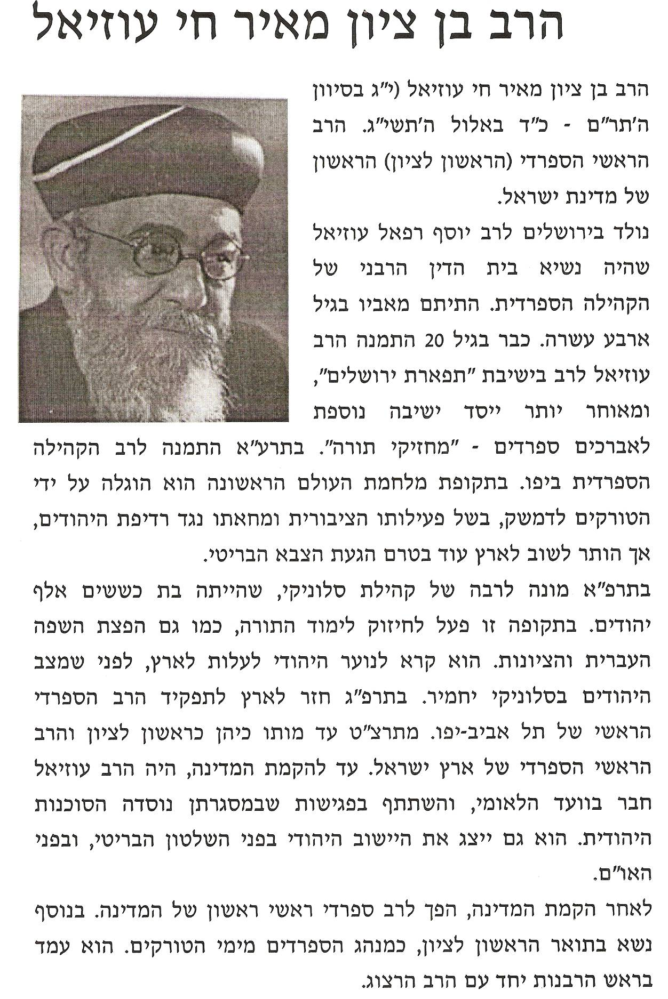 הרב בן ציון מאיר חי עוזיאל
הרב בן ציון מאיר חי עוזיאל (י״ג בסיוון
ה׳תר״ם - כ״ד באלול ה׳תשי״ג. הרב
הראשי הספרדי (הראשון לציון) הראשון
של מדינת ישראל.
נולד בירושלים לרב יוסף רפאל עוזיאל
שהיה נשיא בית הדין הרבני של
הקהילה הספרדית. התיתם מאביו בגיל
ארבע עשרה. כבר בגיל 20 התמנה הרב
עוזיאל לרב בישיבת ״תפארת ירושלים״,
ומאוחר יותר ייסד ישיבה נוספת
לאברכים ספרדים - ״מחזיקי תורה״. בתרע״א התמנה לרב הקהילה
הספרדית ביפו. בתקופת מלחמת העולם הראשונה הוא הוגלה על ידי
הטורקים לדמשק, בשל פעילותו הציבורית ומחאתו נגד רדיפת היהודים,
אך הותר לשוב לארץ עוד בטרם הגעת הצבא הבריטי.
בתרפ״א מונה לרבה של קהילת סלוניקי, שהייתה בת כששים אלף
יהודים. בתקופה זו פעל לחיזוק לימוד התורה, כמו גם הפצת השפה
העברית והציונות. הוא קרא לנוער היהודי לעלות לארץ, לפני שמצב
היהודים בסלוניקי יחמיר. בתרפ״ג חזר לארץ לתפקיד הרב הספרדי
הראשי של תל אביב-יפו. מתרצ״ט עד מותו כיהן כראשון לציון והרב
הראשי הספרדי של ארץ ישראל. עד להקמת המדינה, היה הרב עוזיאל
חבר בוועד הלאומי, והשתתף בפגישות שבמסגרתן נוסדה הסוכנות
היהודית. הוא גם ייצג את היישוב היהודי בפני השלטון הבריטי, ובפני
האו״ם.
לאחר הקמת המדינה, הפך לרב ספרדי ראשי ראשון של המדינה. בנוסף
נשא בתואר הראשון לציון, כמנהג הספרדים מימי הטורקים. הוא עמד
בראש הרבנות יחד עם הרב הרצוג.